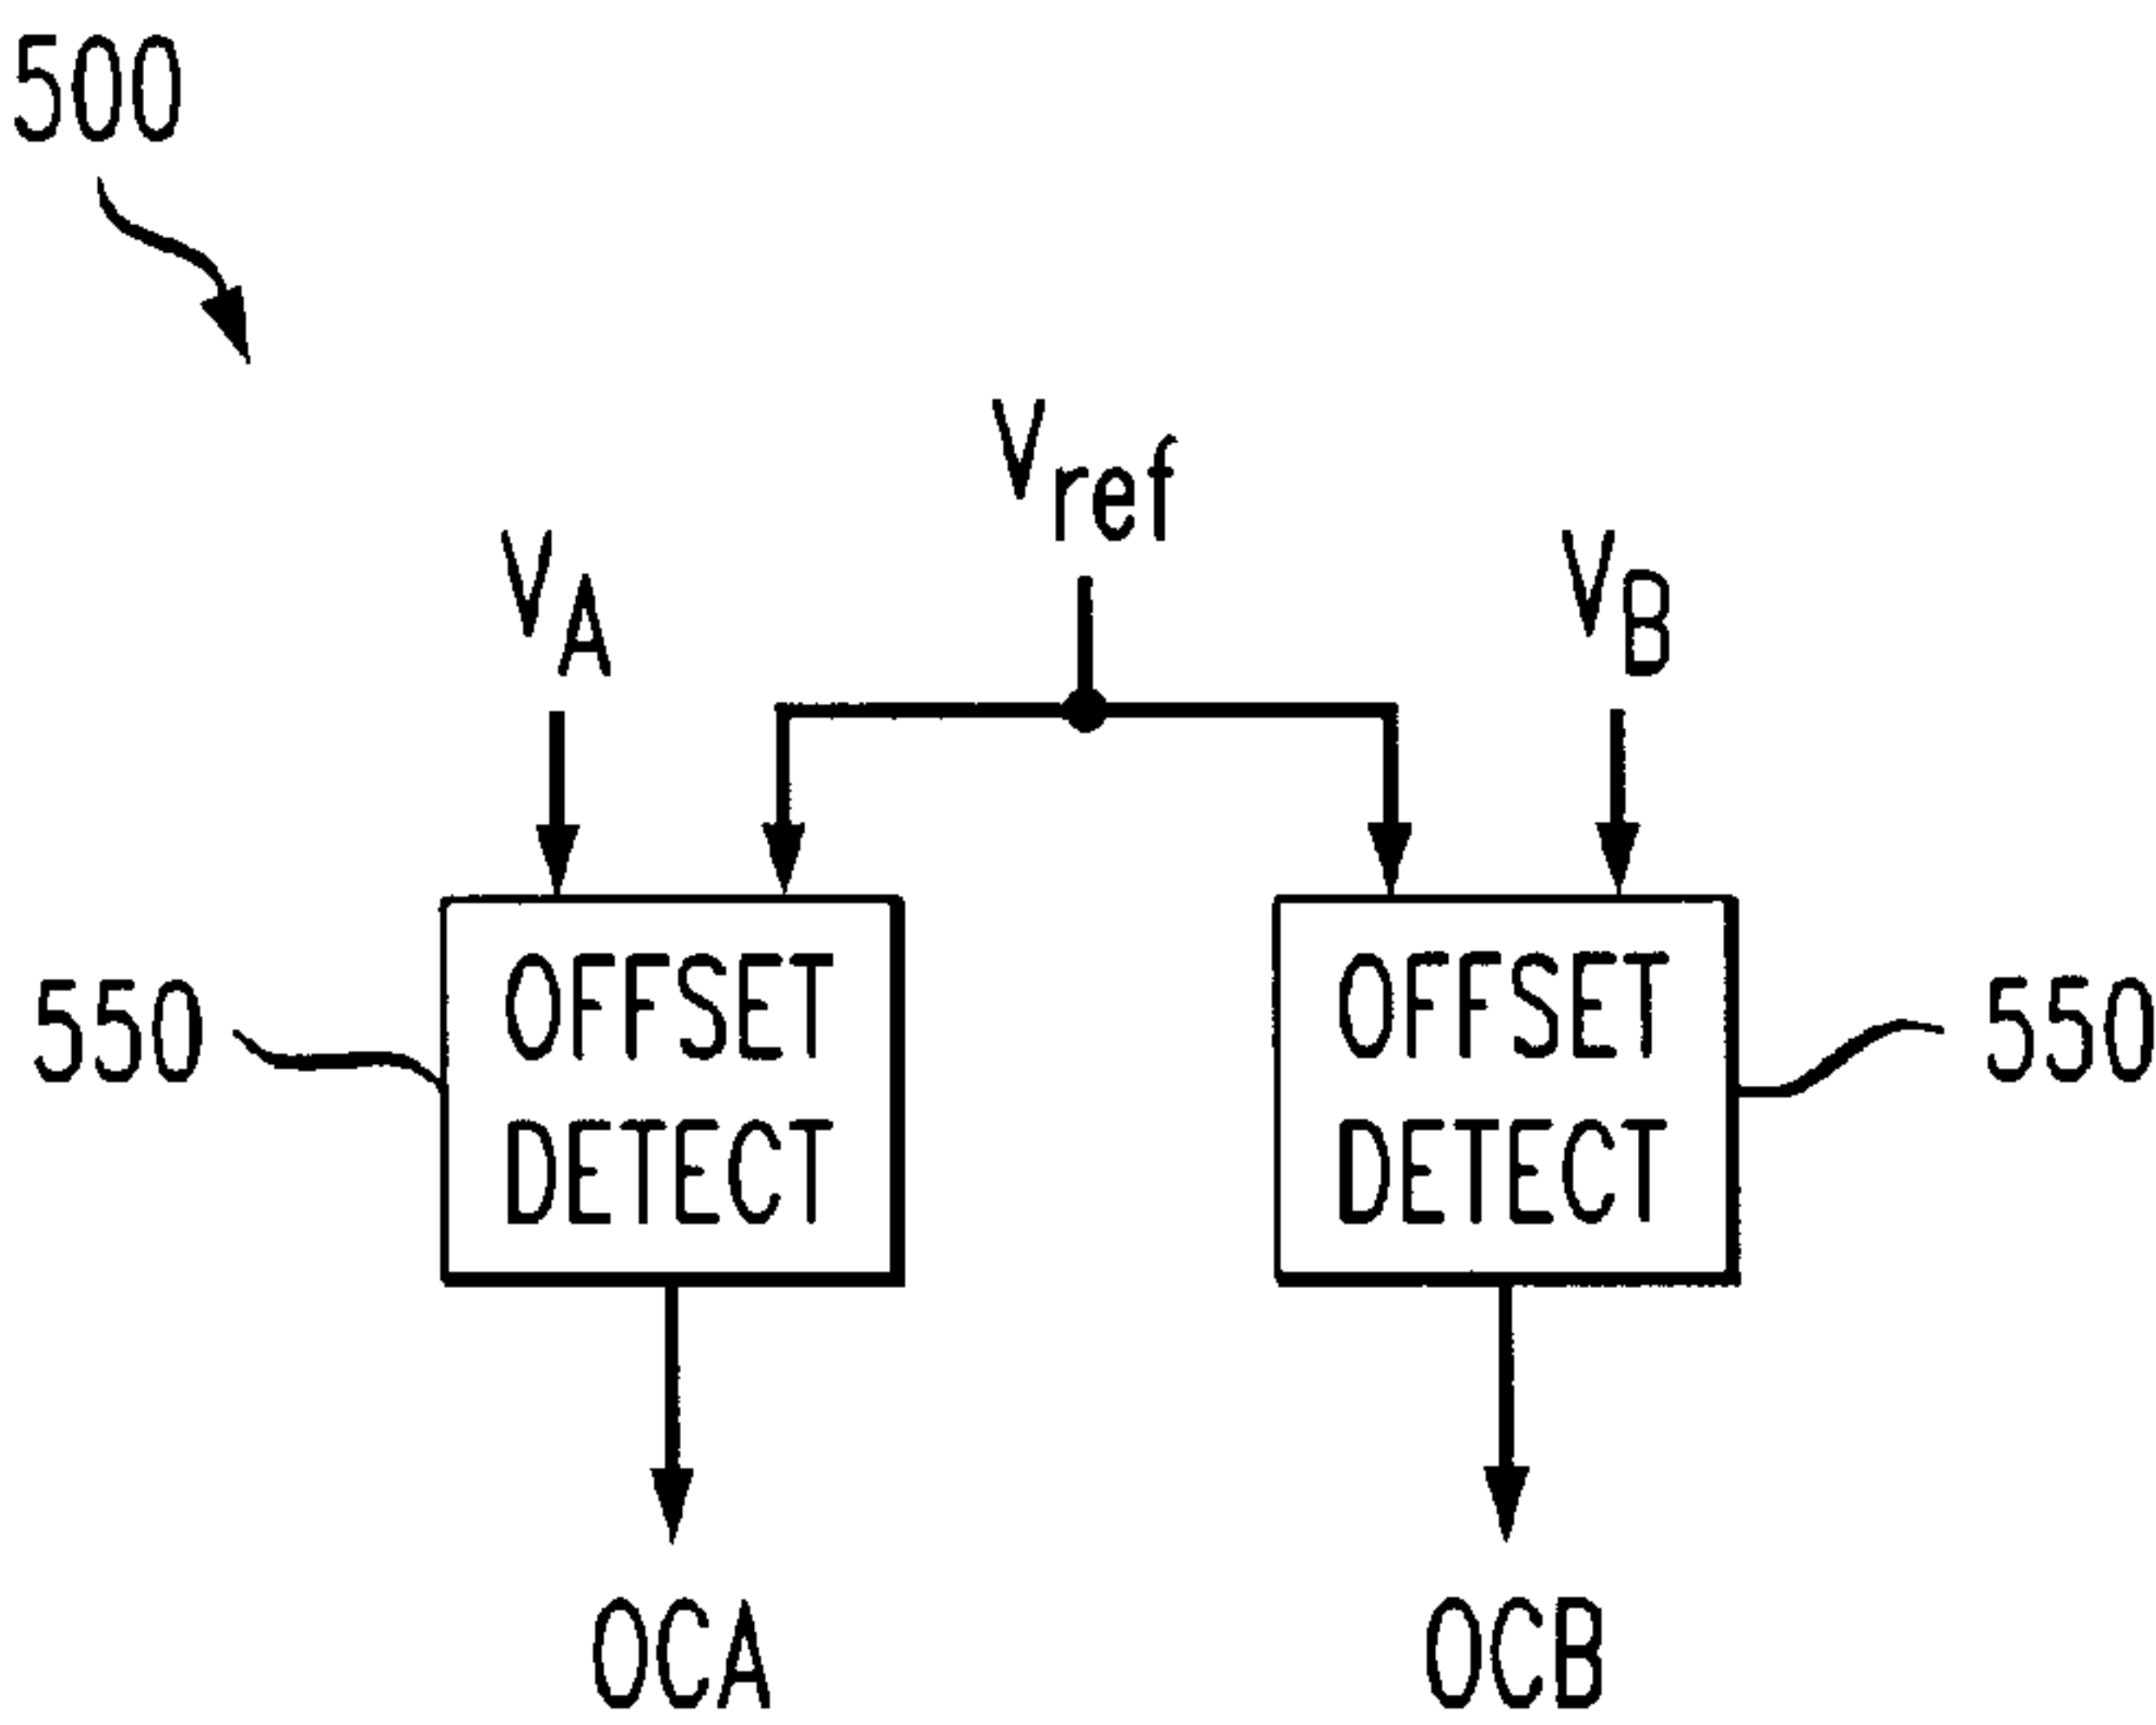 500
Vref
VA
VB
OFFSET
DETECT
OFFSET
DETECT
550
550
OCA
OCB